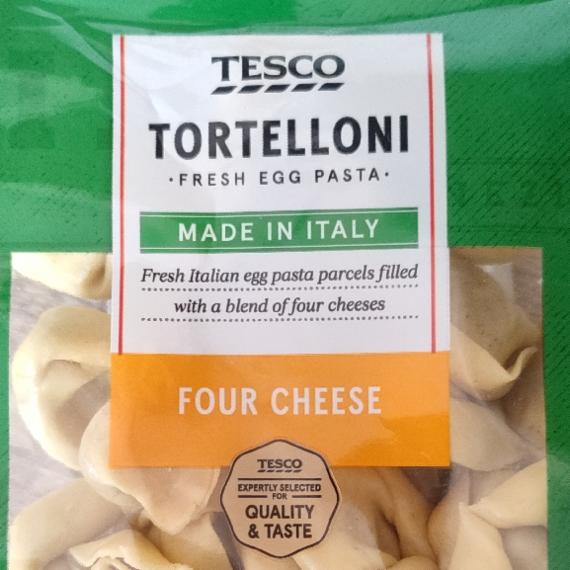 TESCO
TORTELLONI
·FRESH EGG PASTA·
MADE IN ITALY
Fresh Italian egg pasta parcels filled
with a blend of four cheeses
FOUR CHEESE
TESCO
EXPERTLY SELECTED
FOR
QUALITY
& TASTE